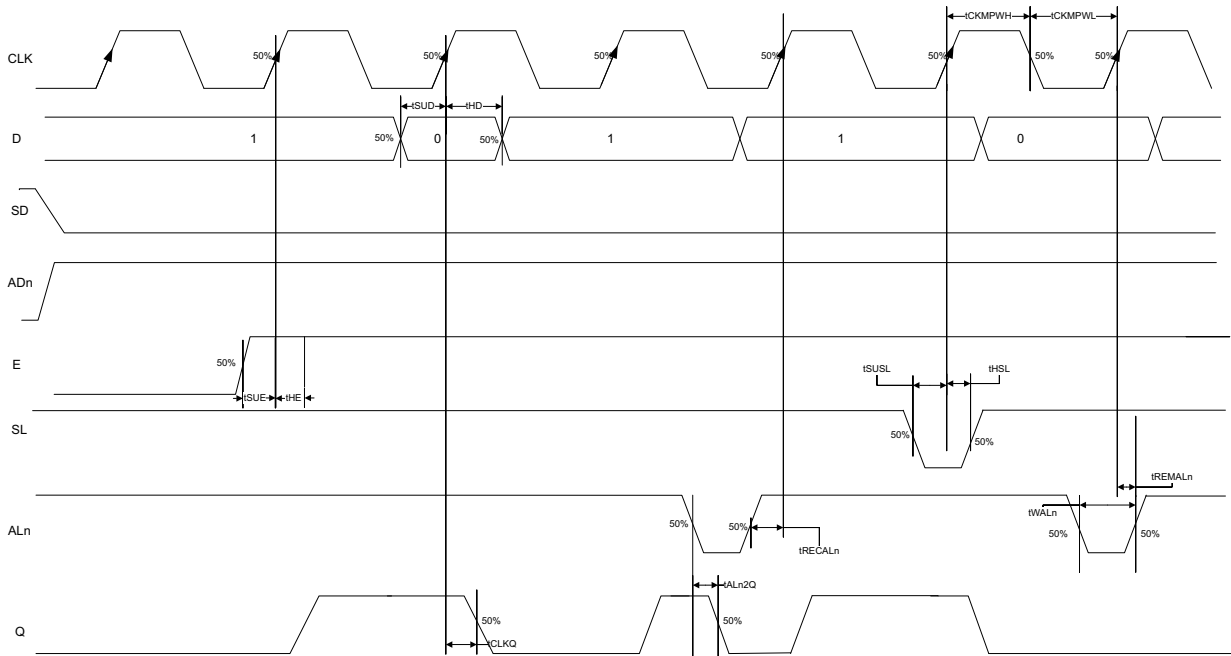 tCKMPWH tCKMPWL
CLK 50% 50% 50% 50% 50% 50% 50%
tSUD tHD
D 1 50% 0 50% 1 1 0
SD
ADn
E 50%
tSUE tHE
tSUSL tHSL
SL 50% 50%
tREMALn
tWALn
ALn 50% 50% 50% 50%
tRECALn
tALn2Q
Q 50% 50%
tCLKQ